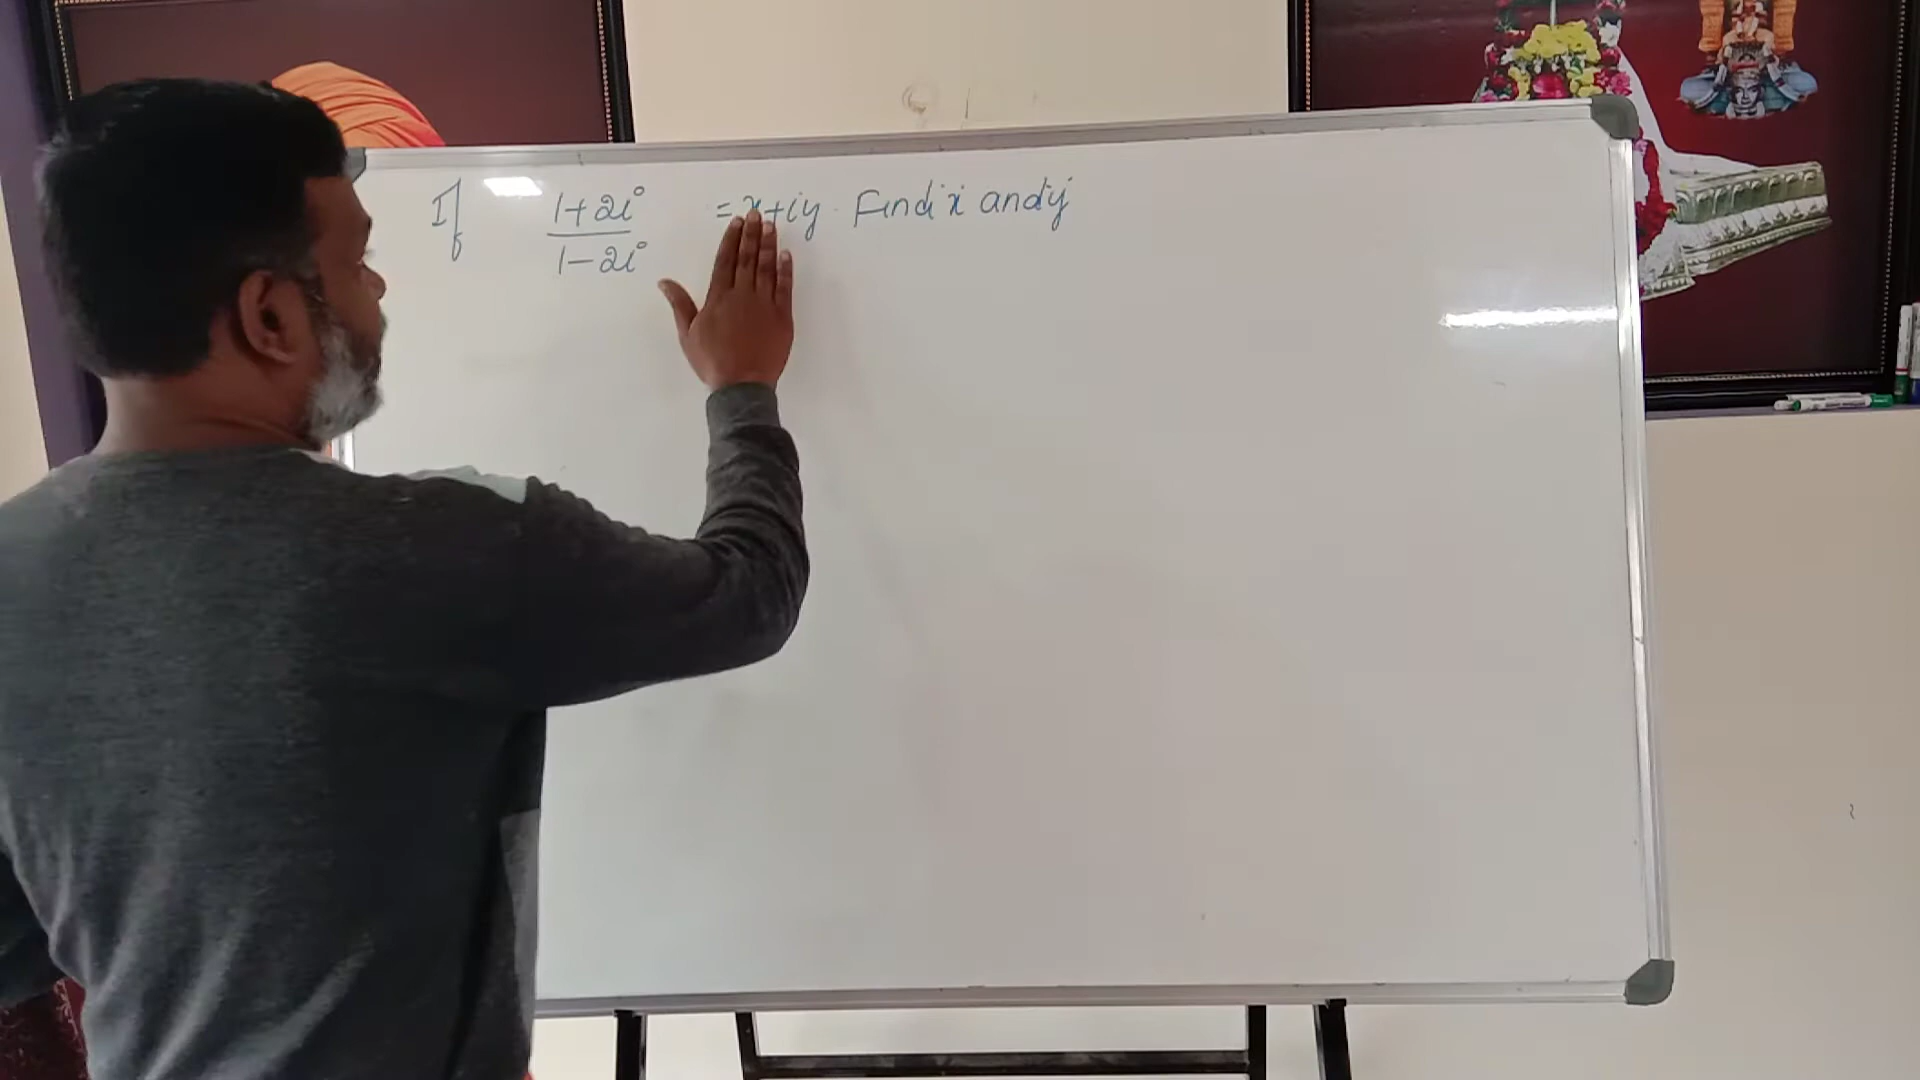 If 1+2i = x+iy. Find x and y
1-2i